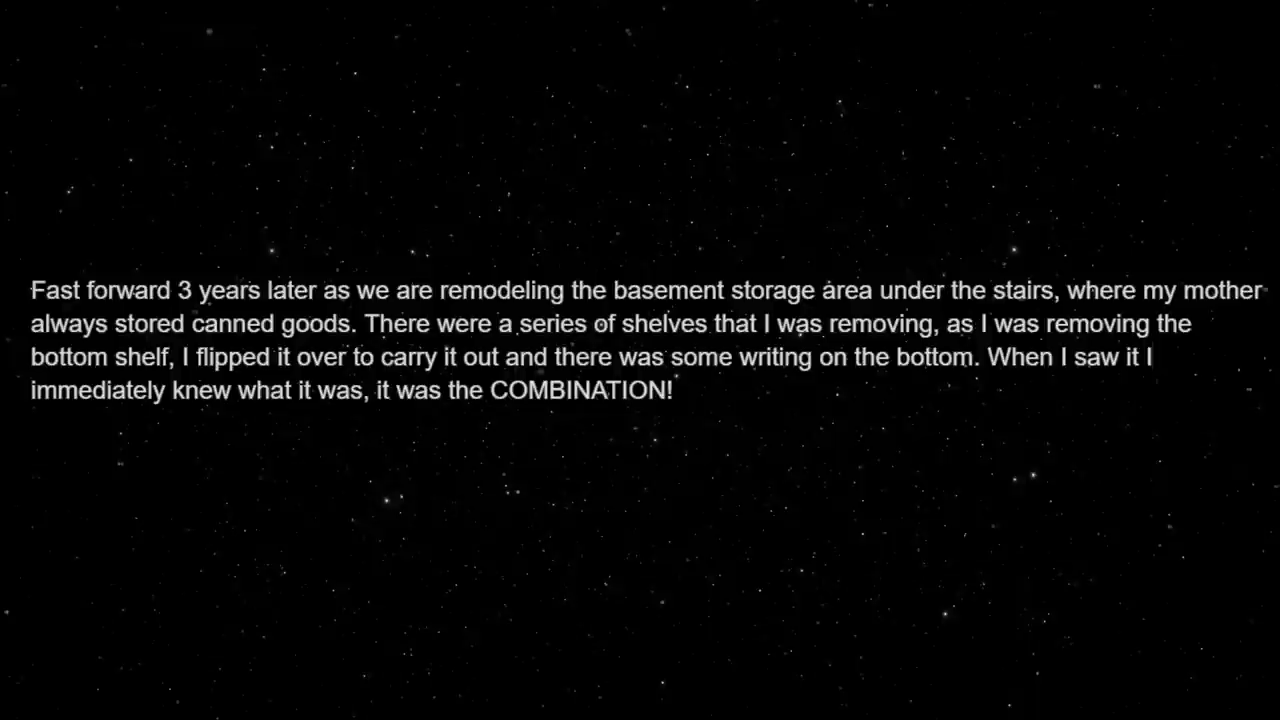 Fast forward 3 years later as we are remodeling the basement storage area under the stairs, where my mother
always stored canned goods. There were a series of shelves that I was removing, as I was removing the
bottom shelf, I flipped it over to carry it out and there was some writing on the bottom. When I saw it I
immediately knew what it was, it was the COMBINATION!